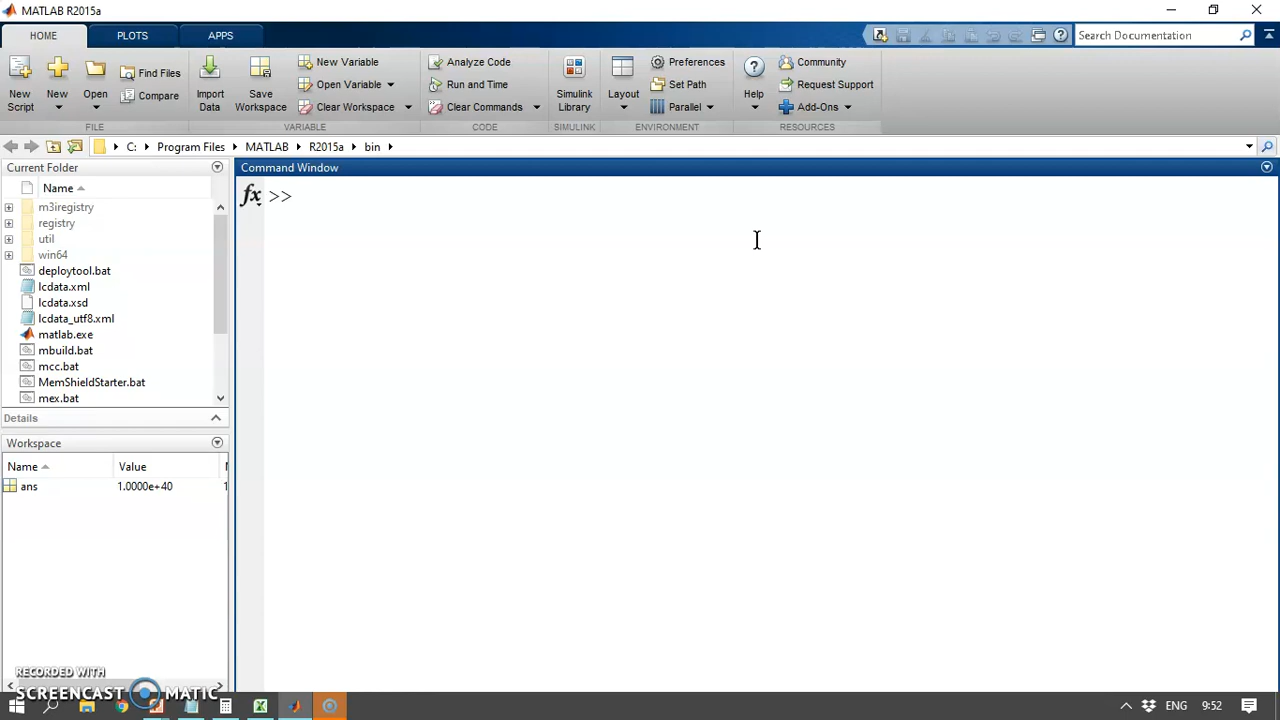 MATLAB R2015a
HOME
PLOTS
APPS
Search Documentation
New Script
New
Open
Find Files
Compare
Import Data
Save Workspace
New Variable
Open Variable
Clear Workspace
Analyze Code
Run and Time
Clear Commands
Simulink Library
Layout
Preferences
Set Path
Parallel
Help
Community
Request Support
Add-Ons
FILE
VARIABLE
CODE
SIMULINK
ENVIRONMENT
RESOURCES
C: Program Files MATLAB R2015a bin
Current Folder
Name
m3iregistry
registry
util
win64
deploytool.bat
lcdata.xml
lcdata.xsd
lcdata_utf8.xml
matlab.exe
mbuild.bat
mcc.bat
MemShieldStarter.bat
mex.bat
Details
Workspace
Name Value
ans 1.0000e+40 1
Command Window
fx >>
RECORDED WITH
SCREENCAST MATIC
ENG 9:52